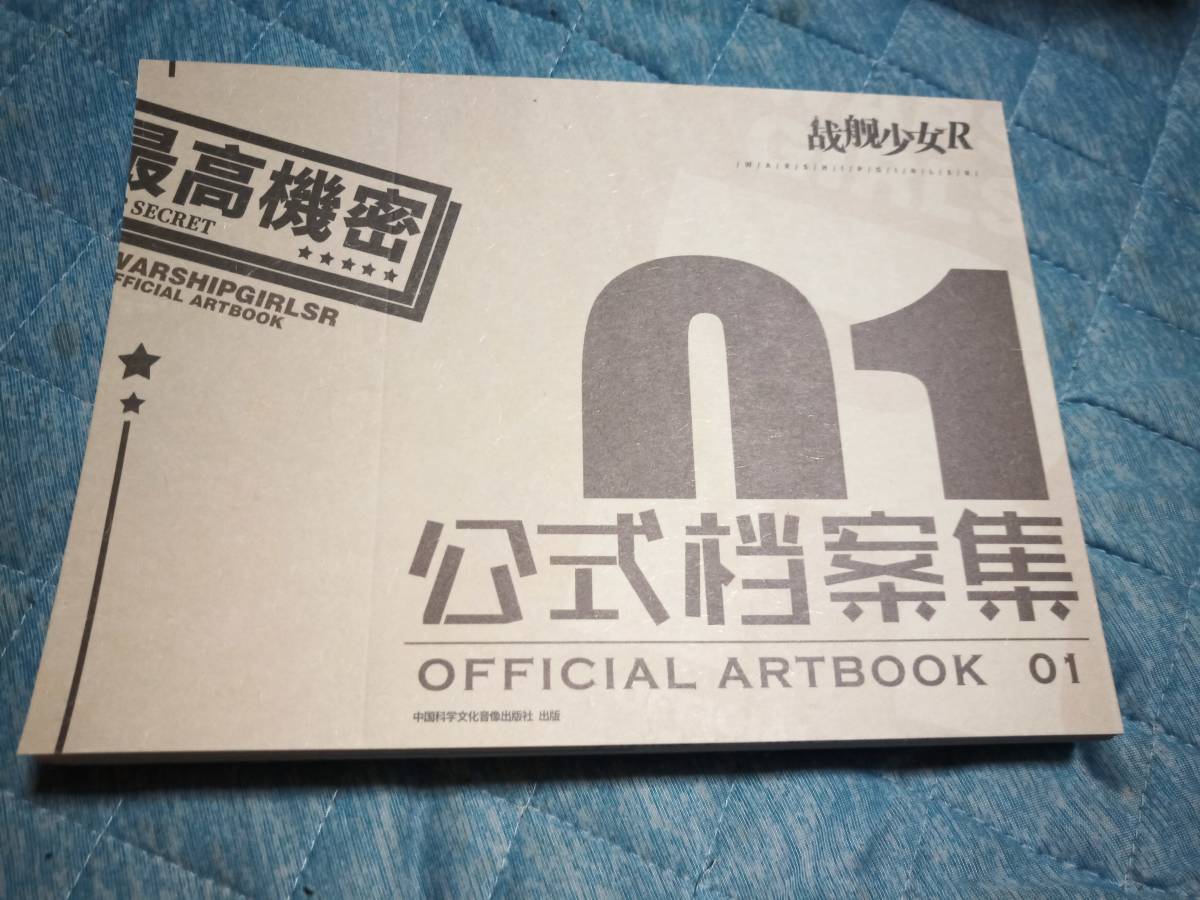 战舰少女R
/W/A/R/S/H/I/P/G/I/R/L/S/R/
最高機密
SECRET
WARSHIPGIRLSR
OFFICIAL ARTBOOK
01
公式档案集
OFFICIAL ARTBOOK 01
中国科学文化音像出版社 出版